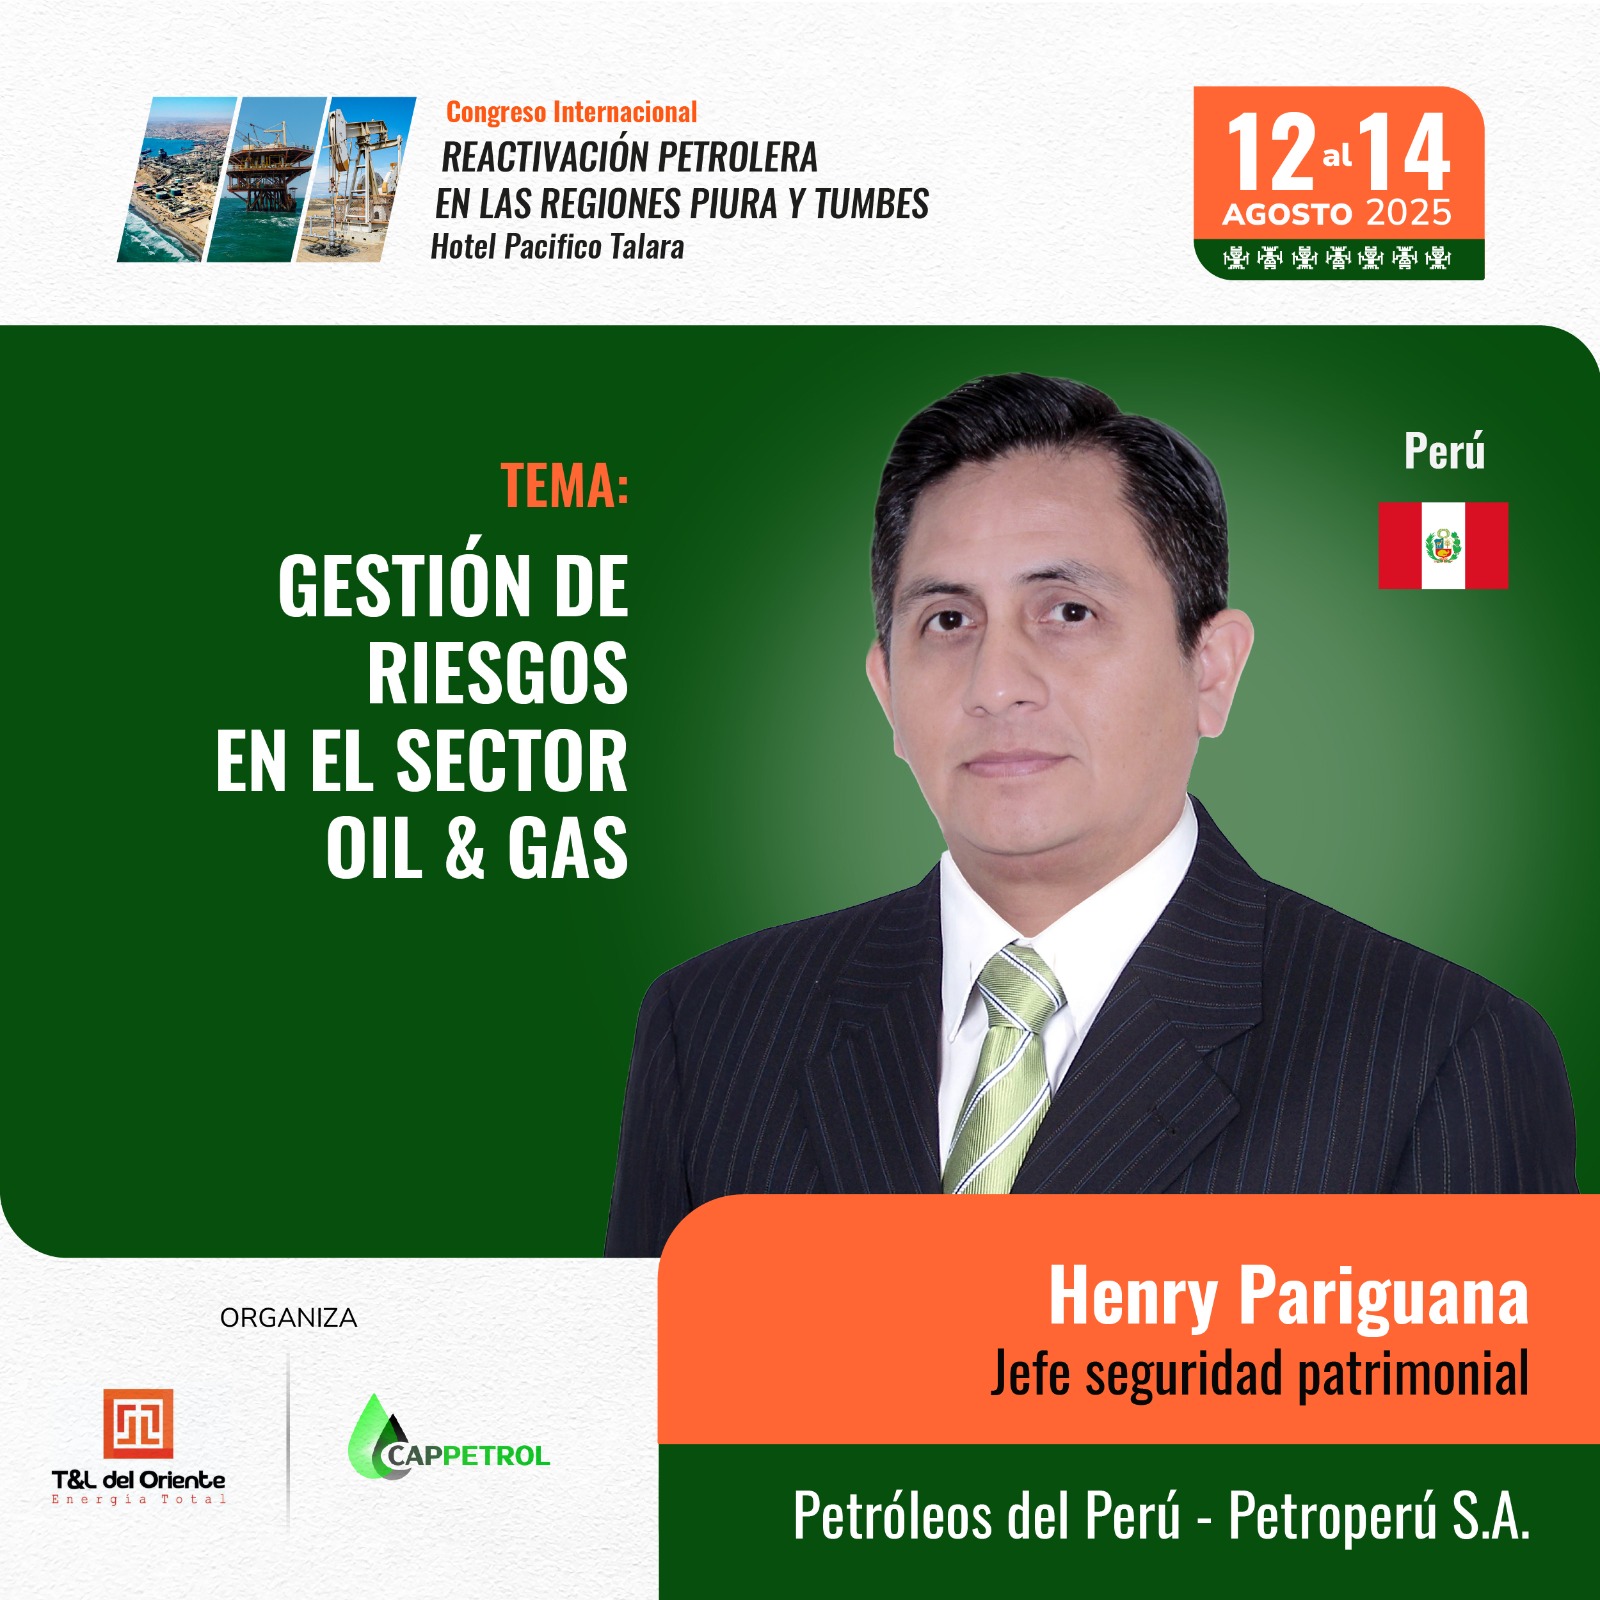 Congreso Internacional
REACTIVACIÓN PETROLERA
EN LAS REGIONES PIURA Y TUMBES
Hotel Pacifico Talara
12 al 14
AGOSTO 2025
Perú
TEMA:
GESTIÓN DE
RIESGOS
EN EL SECTOR
OIL & GAS
Henry Pariguana
Jefe seguridad patrimonial
Petróleos del Perú - Petroperú S.A.
ORGANIZA
T&L del Oriente
Energía Total
CAPPETROL